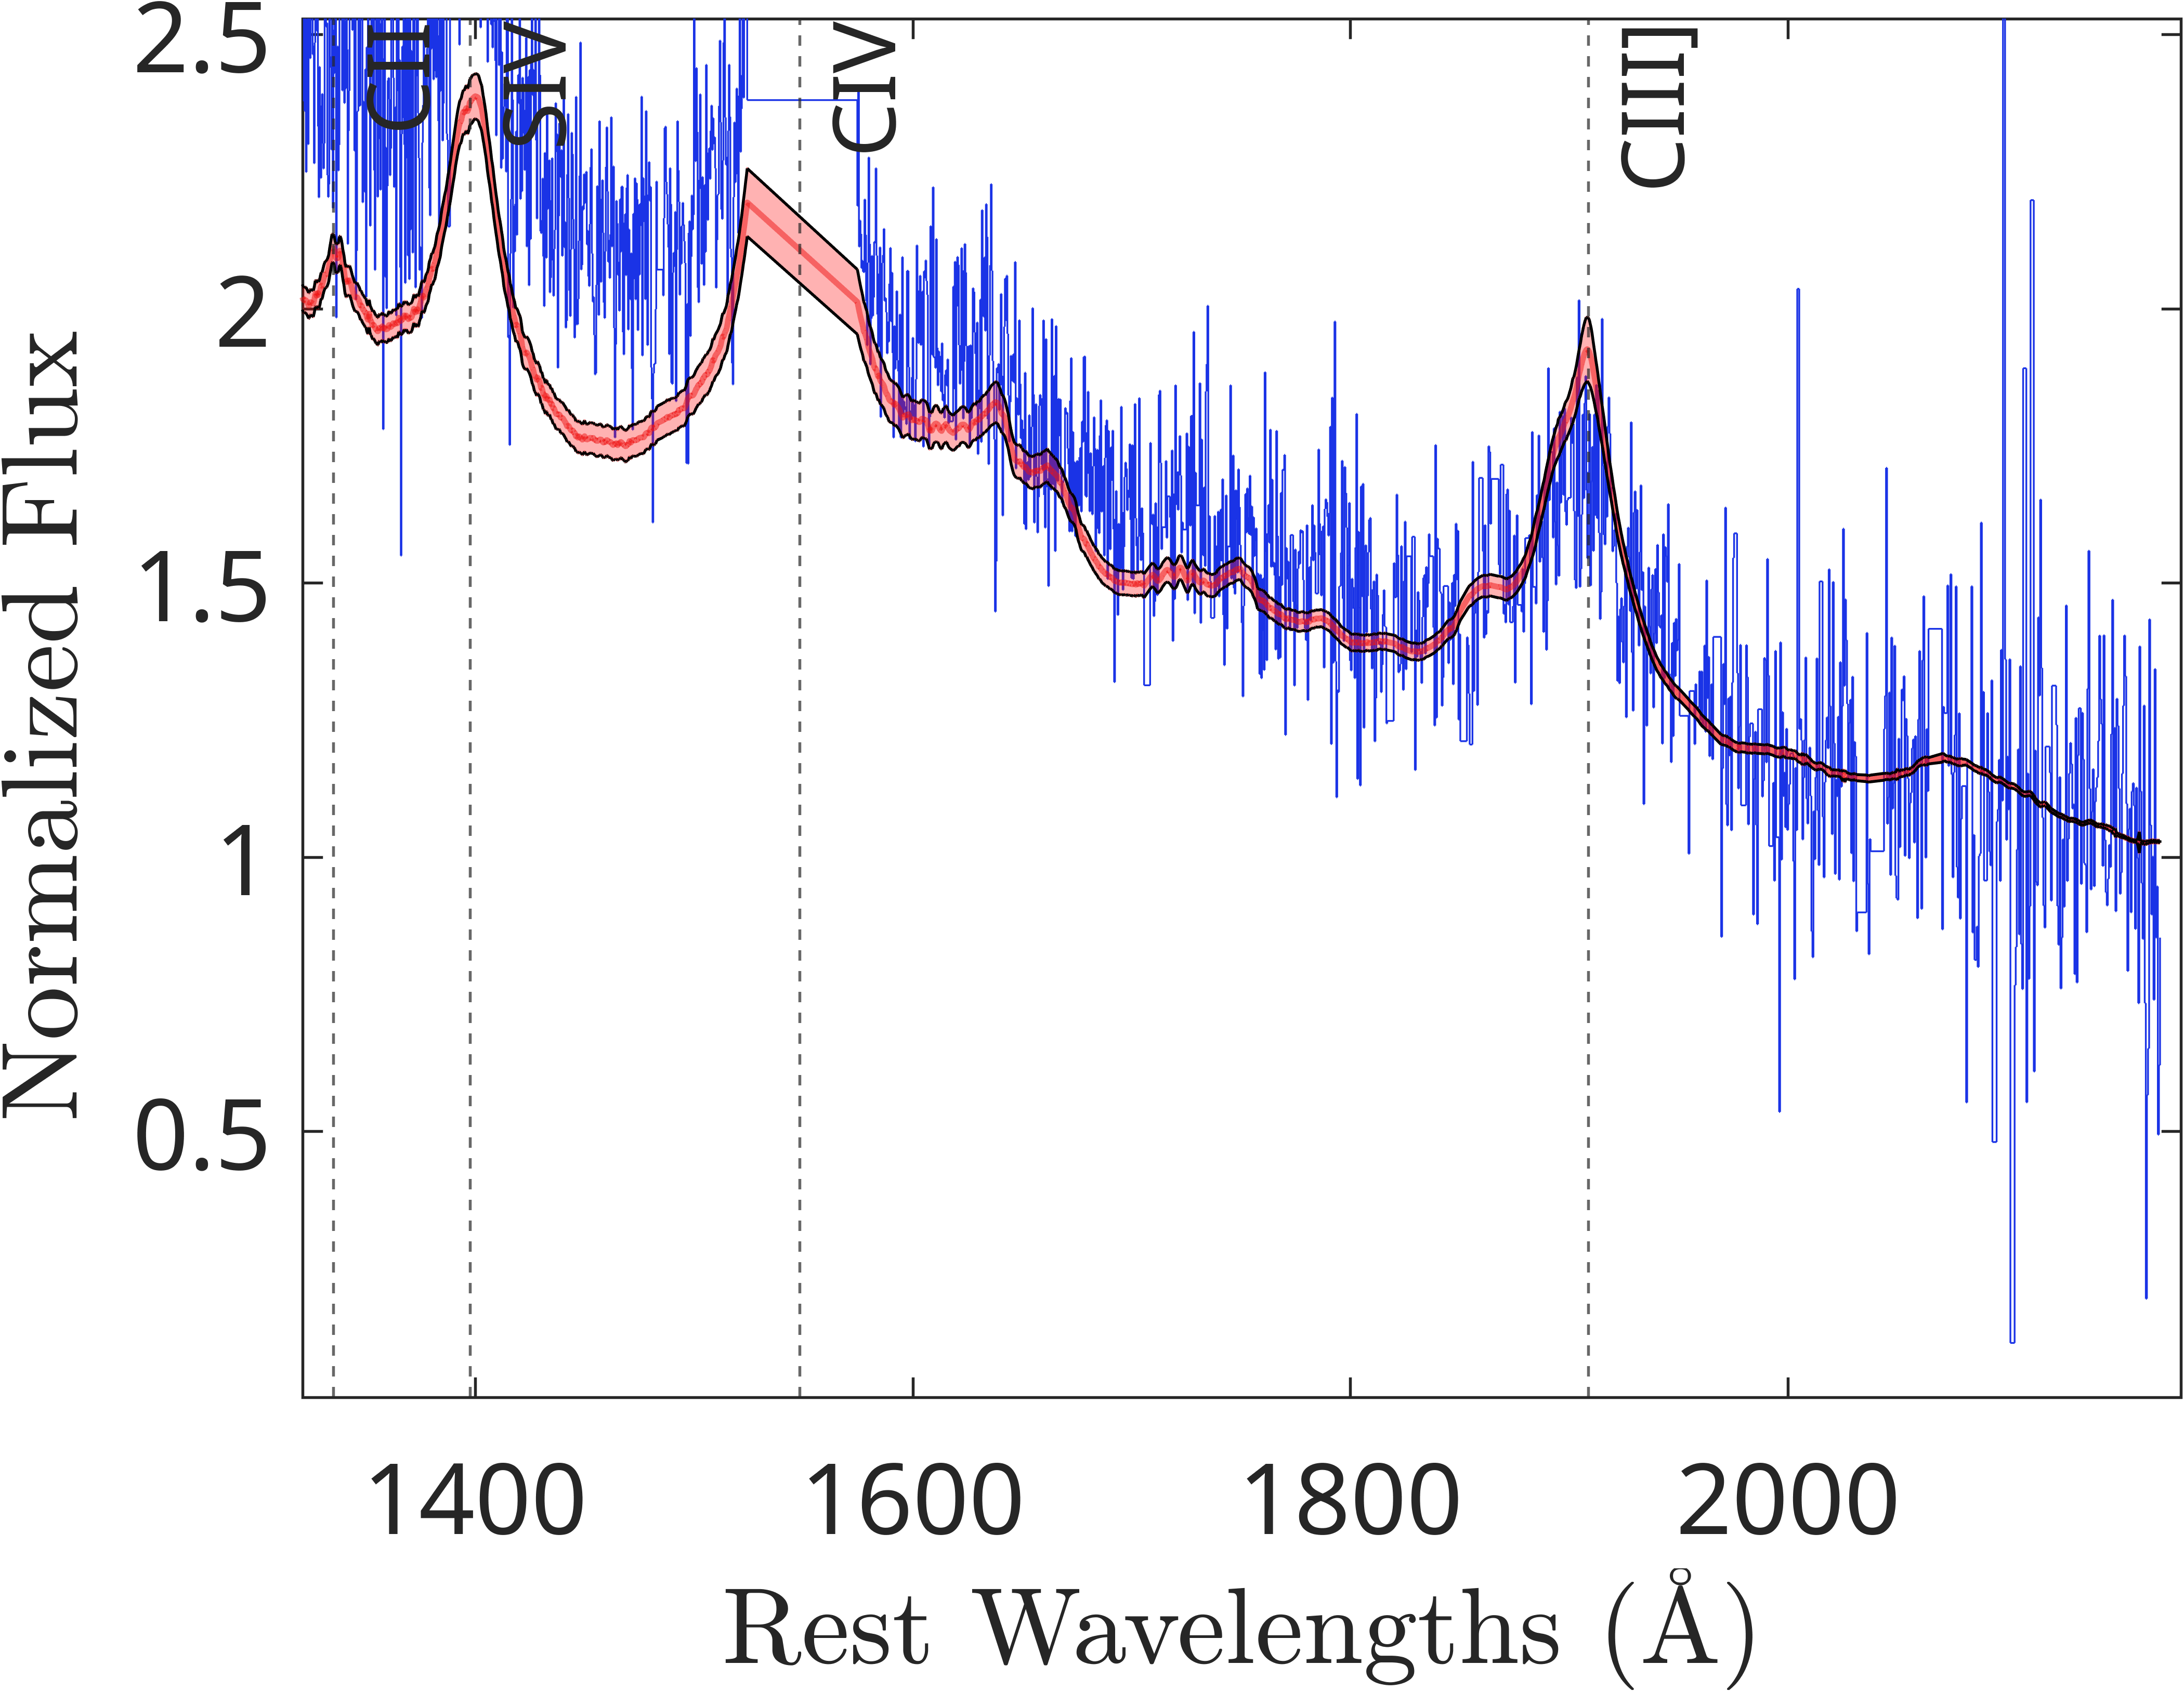 2.5
2
1.5
1
0.5
Normalized Flux
CII
SiIV
CIV
CIII]
1400 1600 1800 2000
Rest Wavelengths (Å)